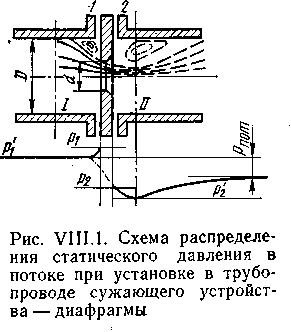 1 2
D
d
I II
p₁' p₁
p₂ p₂'
pпот
Рис. VIII.1. Схема распределе-
ния статического давления в
потоке при установке в трубо-
проводе сужающего устройст-
ва — диафрагмы